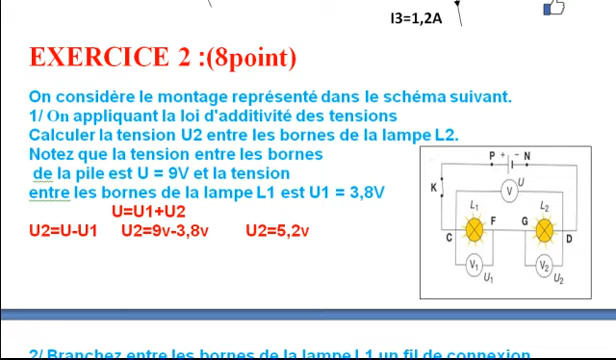 I3=1,2A
EXERCICE 2 :(8point)
On considère le montage représenté dans le schéma suivant.
1/ On appliquant la loi d'additivité des tensions
Calculer la tension U2 entre les bornes de la lampe L2.
Notez que la tension entre les bornes
de la pile est U = 9V et la tension
entre les bornes de la lampe L1 est U1 = 3,8V
U=U1+U2
U2=U-U1 U2=9v-3,8v U2=5,2v
P + - N
K V U
L1 L2
F G
C D
V1 U1 V2 U2
2/ Branchez entre les bornes de la lampe L1 un fil de connexion